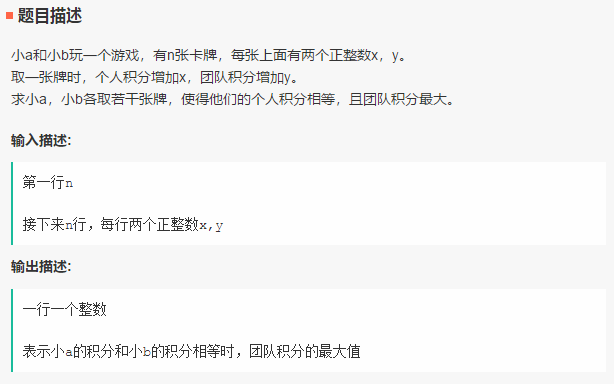 题目描述
小a和小b玩一个游戏，有n张卡牌，每张上面有两个正整数x，y。
取一张牌时，个人积分增加x，团队积分增加y。
求小a，小b各取若干张牌，使得他们的个人积分相等，且团队积分最大。
输入描述:
第一行n
接下来n行，每行两个正整数x,y
输出描述:
一行一个整数
表示小a的积分和小b的积分相等时，团队积分的最大值